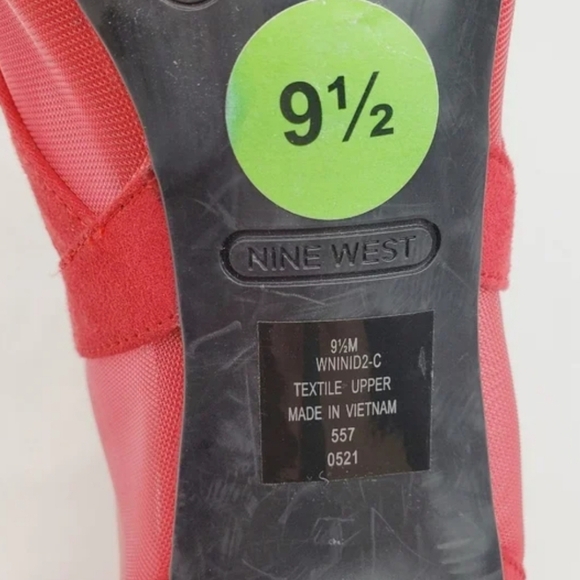 9½
NINE WEST
9½M
WNINID2-C
TEXTILE UPPER
MADE IN VIETNAM
557
0521